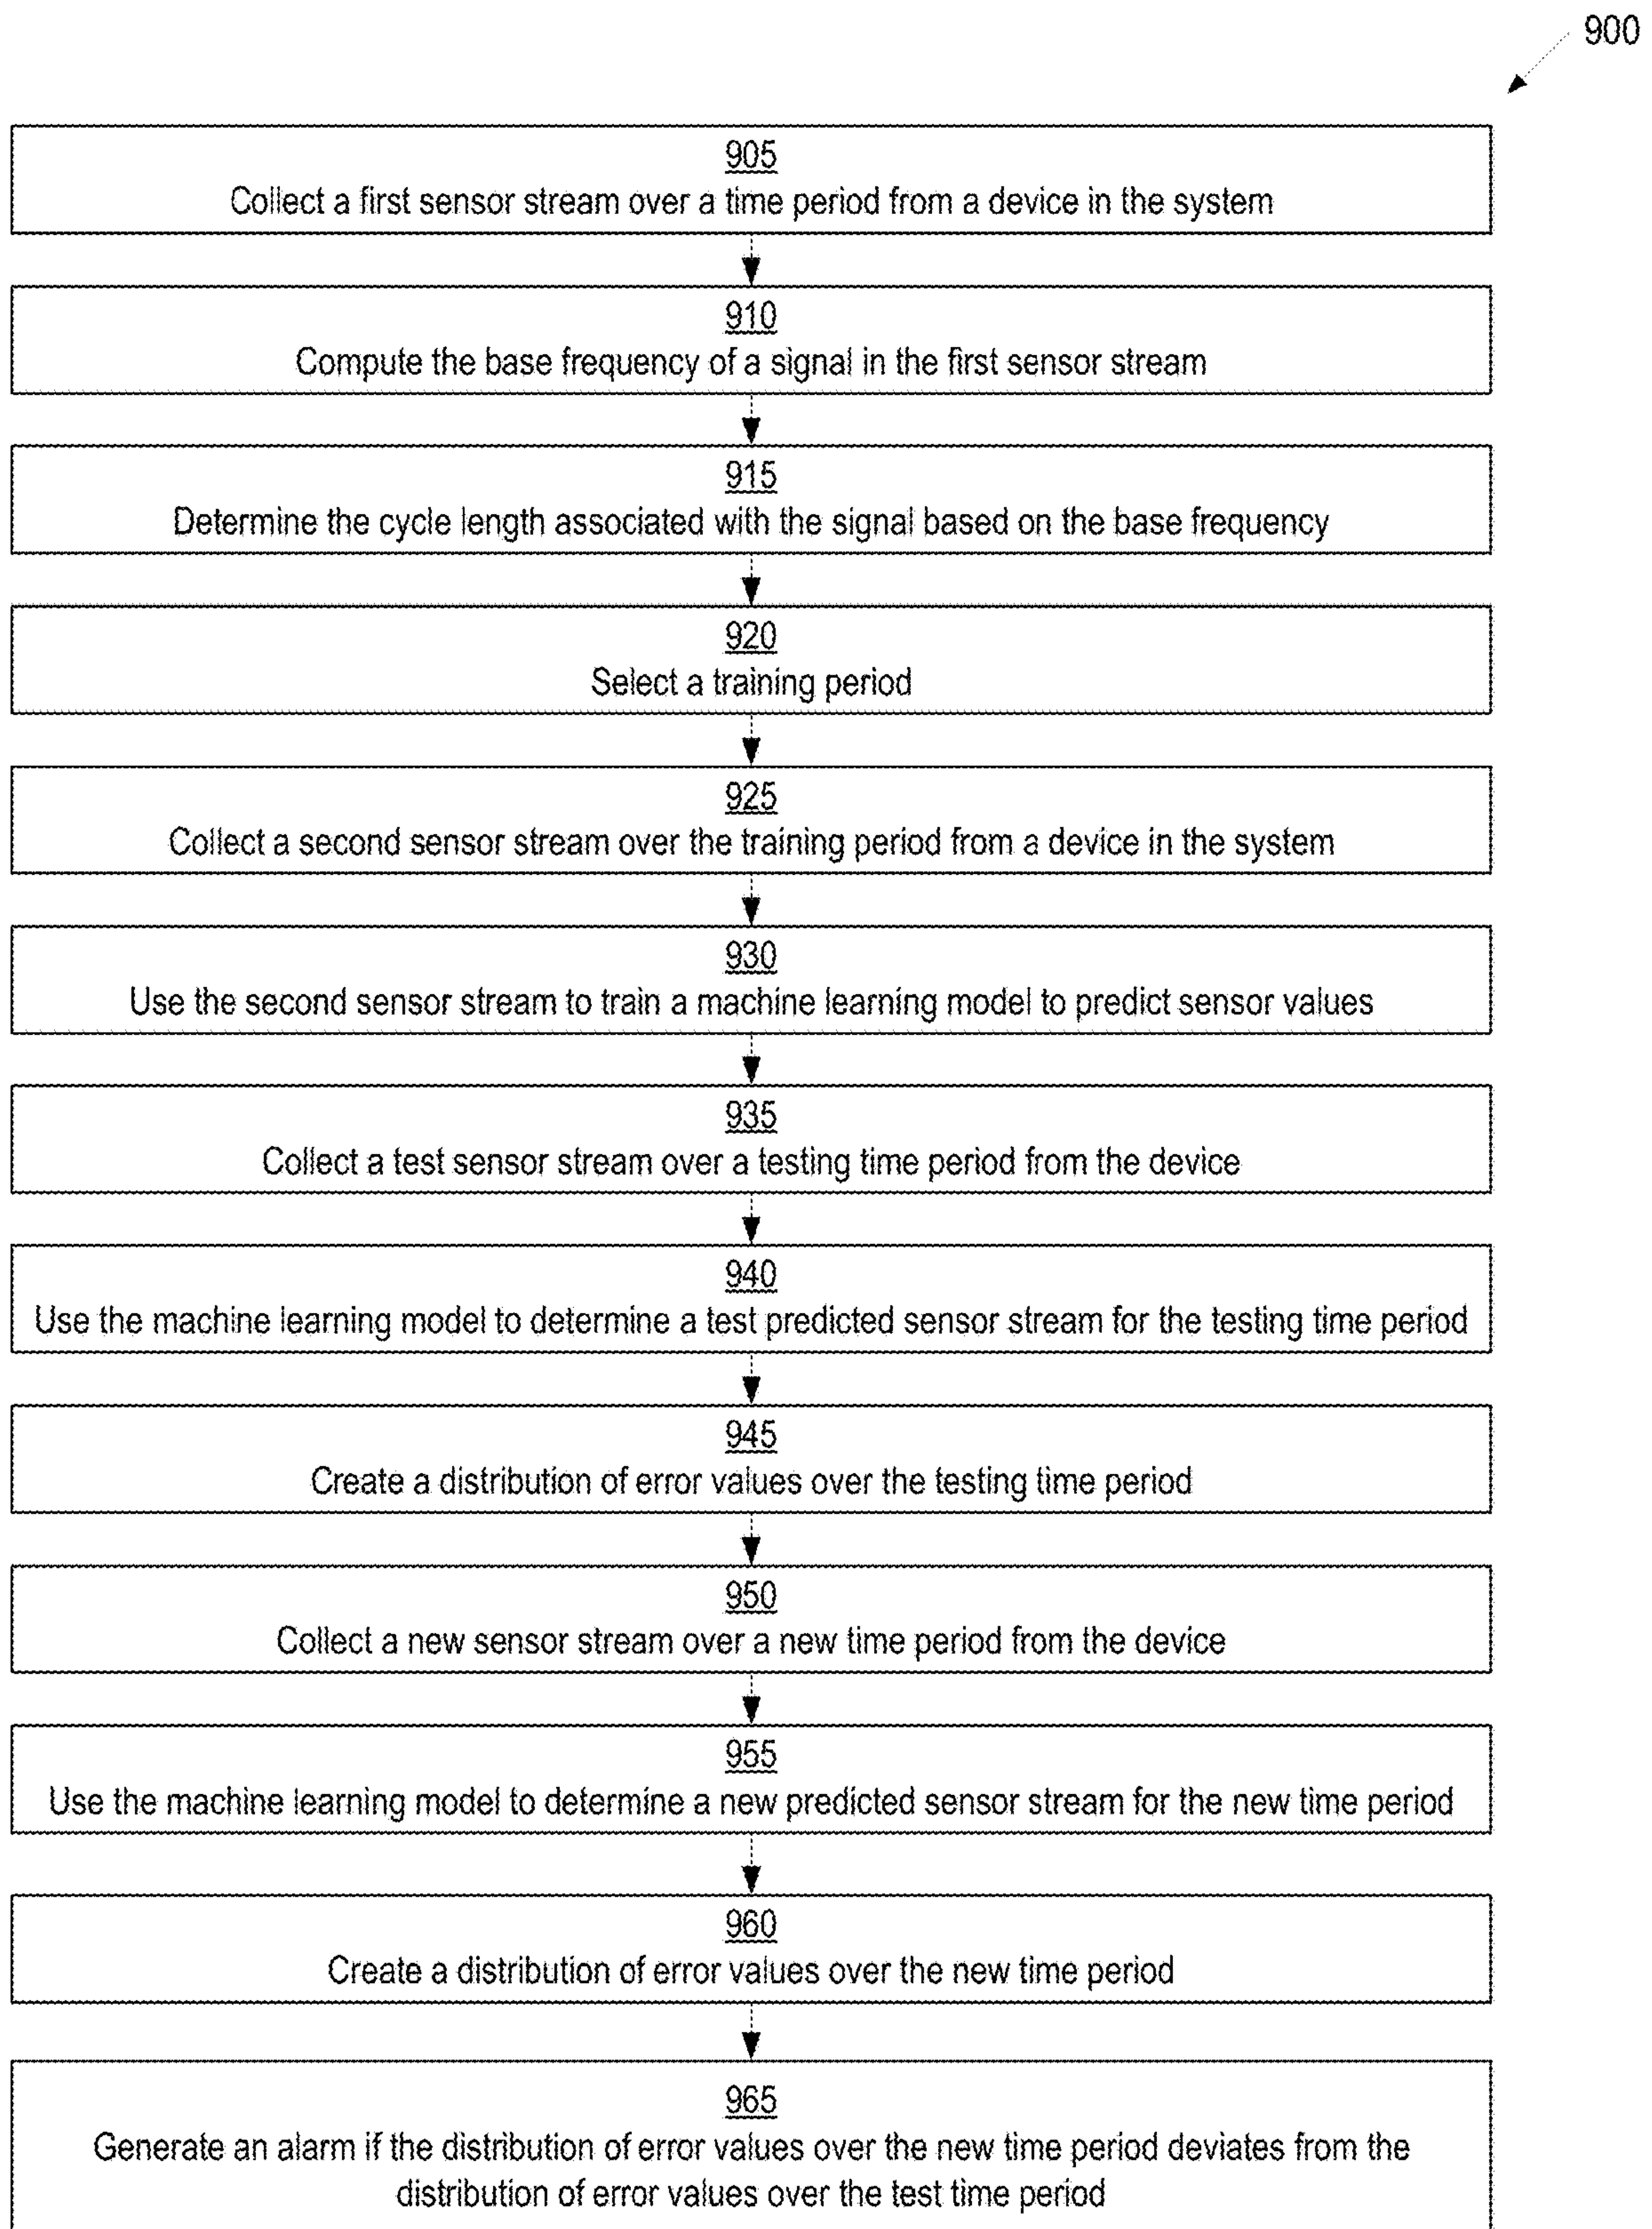 900
905
Collect a first sensor stream over a time period from a device in the system
910
Compute the base frequency of a signal in the first sensor stream
915
Determine the cycle length associated with the signal based on the base frequency
920
Select a training period
925
Collect a second sensor stream over the training period from a device in the system
930
Use the second sensor stream to train a machine learning model to predict sensor values
935
Collect a test sensor stream over a testing time period from the device
940
Use the machine learning model to determine a test predicted sensor stream for the testing time period
945
Create a distribution of error values over the testing time period
950
Collect a new sensor stream over a new time period from the device
955
Use the machine learning model to determine a new predicted sensor stream for the new time period
960
Create a distribution of error values over the new time period
965
Generate an alarm if the distribution of error values over the new time period deviates from the
distribution of error values over the test time period